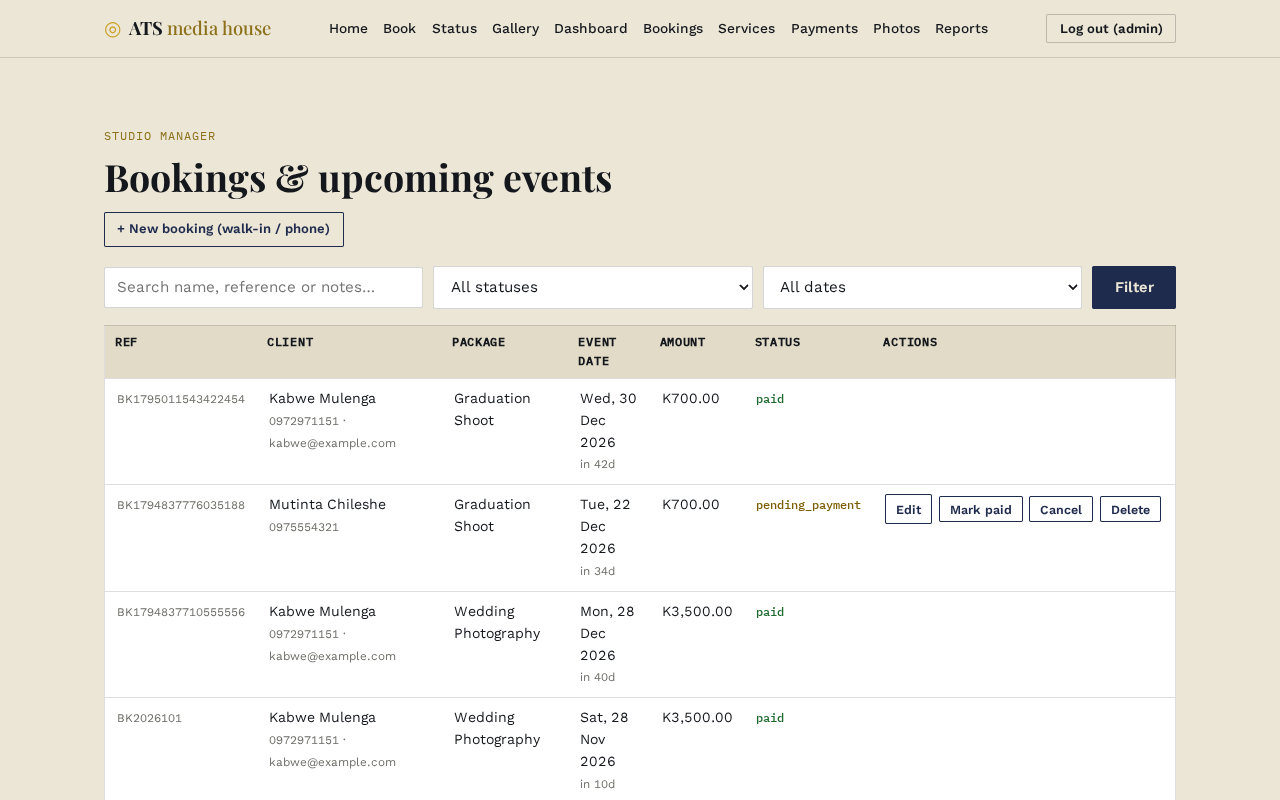 ◎ ATS media house
Home Book Status Gallery Dashboard Bookings Services Payments Photos Reports
Log out (admin)
STUDIO MANAGER
Bookings & upcoming events
+ New booking (walk-in / phone)
Search name, reference or notes...
All statuses
All dates
Filter
REF CLIENT PACKAGE EVENT DATE AMOUNT STATUS ACTIONS
BK1795011543422454
Kabwe Mulenga
0972971151 ·
kabwe@example.com
Graduation
Shoot
Wed, 30
Dec
2026
in 42d
K700.00
paid
BK1794837776035188
Mutinta Chileshe
0975554321
Graduation
Shoot
Tue, 22
Dec
2026
in 34d
K700.00
pending_payment
Edit Mark paid Cancel Delete
BK1794837710555556
Kabwe Mulenga
0972971151 ·
kabwe@example.com
Wedding
Photography
Mon, 28
Dec
2026
in 40d
K3,500.00
paid
BK2026101
Kabwe Mulenga
0972971151 ·
kabwe@example.com
Wedding
Photography
Sat, 28
Nov
2026
in 10d
K3,500.00
paid